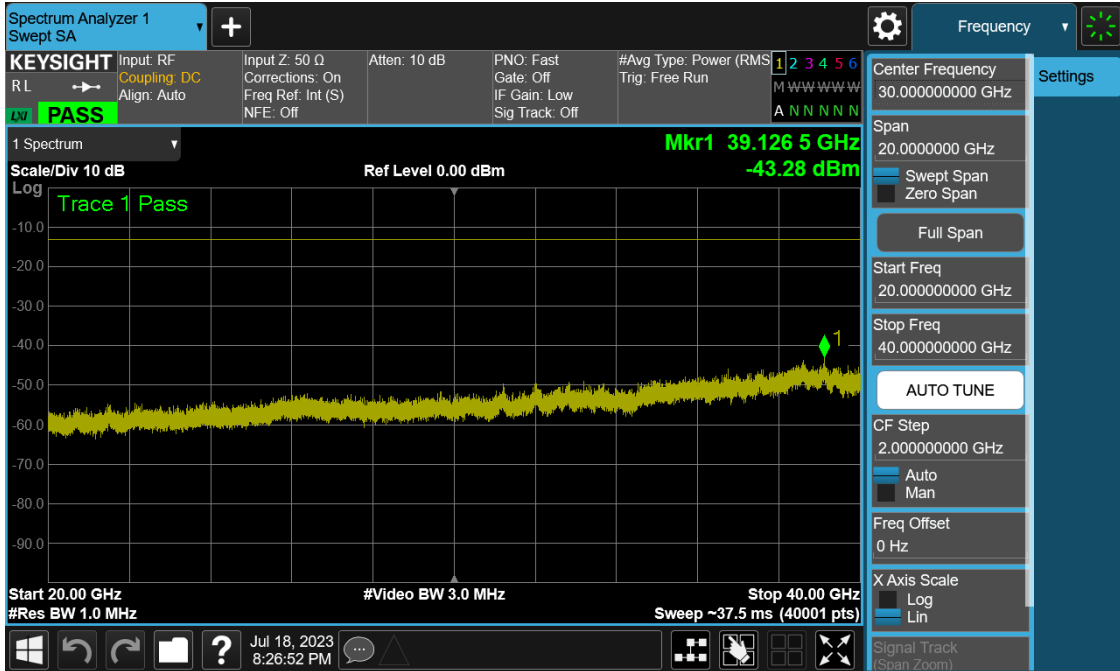 Spectrum Analyzer 1
Swept SA
+
Frequency
KEYSIGHT
R L
LXI PASS
Input: RF
Coupling: DC
Align: Auto
Input Z: 50 Ω
Corrections: On
Freq Ref: Int (S)
NFE: Off
Atten: 10 dB
PNO: Fast
Gate: Off
IF Gain: Low
Sig Track: Off
#Avg Type: Power (RMS
Trig: Free Run
1 2 3 4 5 6
M W W W W W
A N N N N N
1 Spectrum
Mkr1 39.126 5 GHz
Scale/Div 10 dB
Ref Level 0.00 dBm
-43.28 dBm
Log
Trace 1 Pass
-10.0
-20.0
-30.0
-40.0
1
-50.0
-60.0
-70.0
-80.0
-90.0
Start 20.00 GHz
#Video BW 3.0 MHz
Stop 40.00 GHz
#Res BW 1.0 MHz
Sweep ~37.5 ms (40001 pts)
?
Jul 18, 2023
8:26:52 PM
Center Frequency
30.000000000 GHz
Settings
Span
20.0000000 GHz
Swept Span
Zero Span
Full Span
Start Freq
20.000000000 GHz
Stop Freq
40.000000000 GHz
AUTO TUNE
CF Step
2.000000000 GHz
Auto
Man
Freq Offset
0 Hz
X Axis Scale
Log
Lin
Signal Track
(Span Zoom)